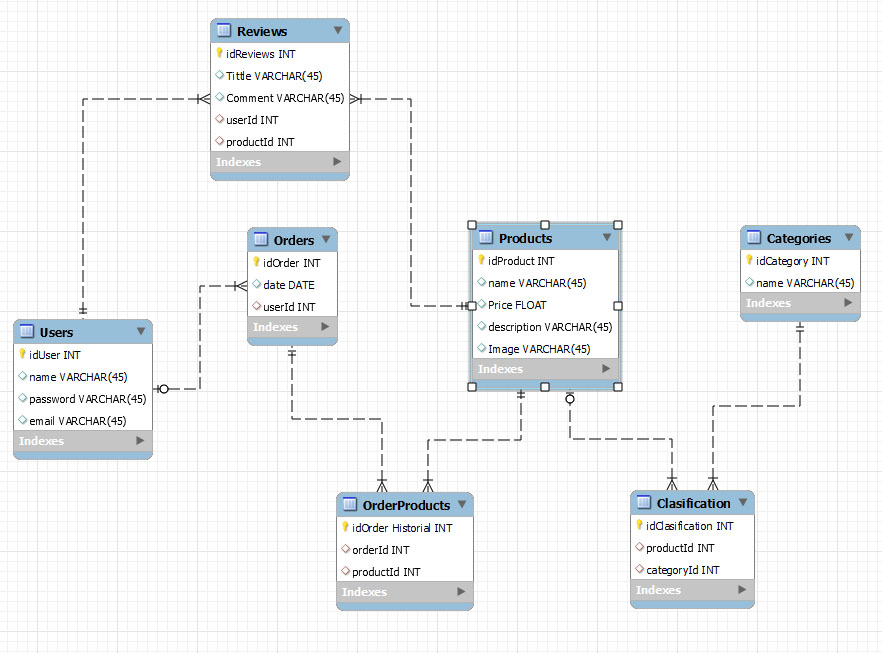 Reviews
idReviews INT
Tittle VARCHAR(45)
Comment VARCHAR(45)
userId INT
productId INT
Indexes
Orders
idOrder INT
date DATE
userId INT
Indexes
Products
idProduct INT
name VARCHAR(45)
Price FLOAT
description VARCHAR(45)
Image VARCHAR(45)
Indexes
Categories
idCategory INT
name VARCHAR(45)
Indexes
Users
idUser INT
name VARCHAR(45)
password VARCHAR(45)
email VARCHAR(45)
Indexes
OrderProducts
idOrder Historial INT
orderId INT
productId INT
Indexes
Clasification
idClasification INT
productId INT
categoryId INT
Indexes